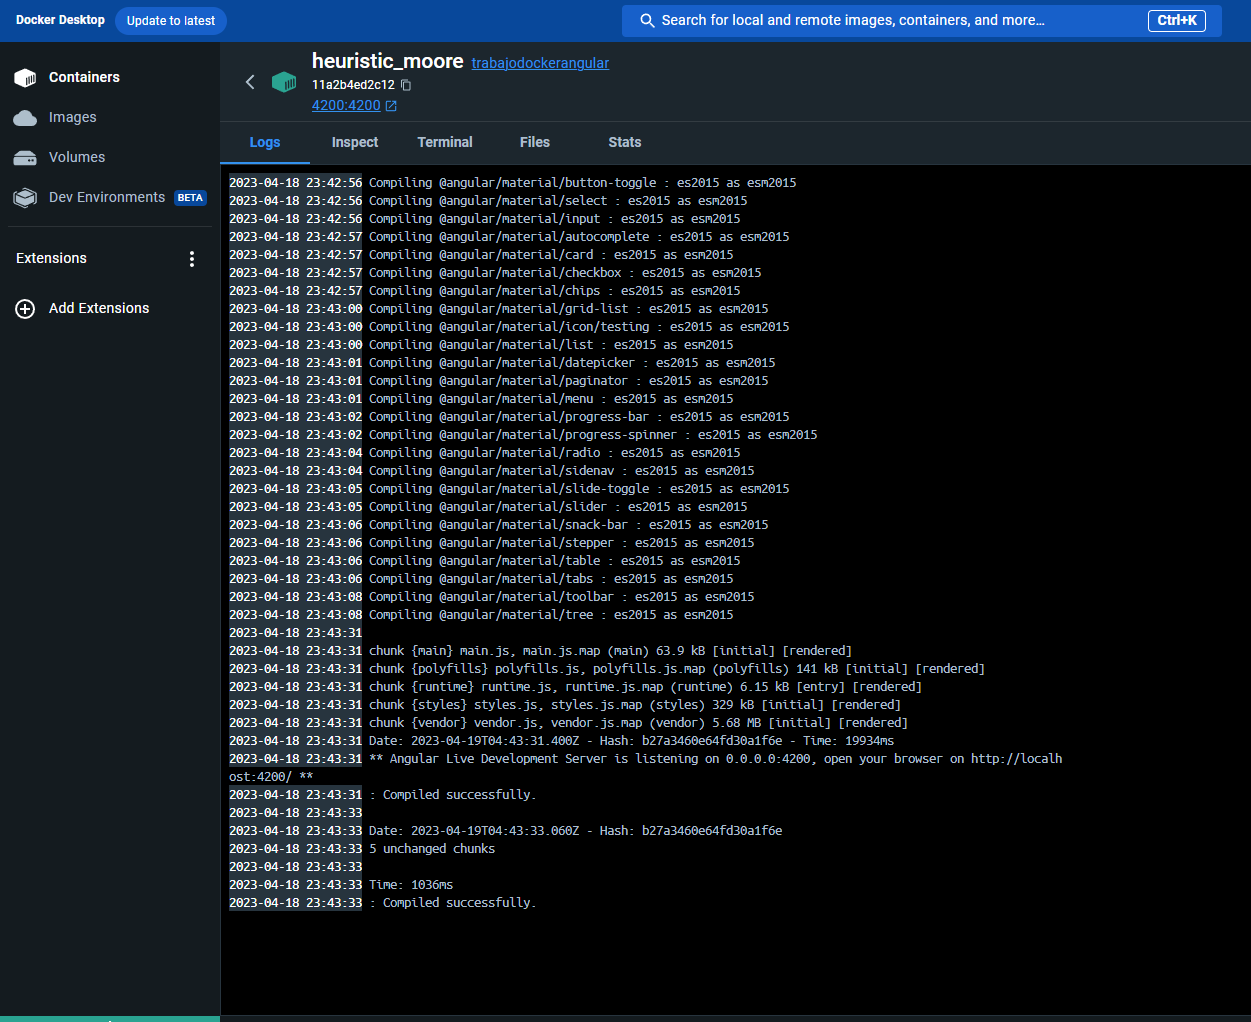 Docker Desktop
Update to latest
Search for local and remote images, containers, and more...
Ctrl+K
Containers
Images
Volumes
Dev Environments BETA
Extensions
Add Extensions
heuristic_moore trabajodockerangular
11a2b4ed2c12
4200:4200
Logs Inspect Terminal Files Stats
2023-04-18 23:42:56 Compiling @angular/material/button-toggle : es2015 as esm2015
2023-04-18 23:42:56 Compiling @angular/material/select : es2015 as esm2015
2023-04-18 23:42:56 Compiling @angular/material/input : es2015 as esm2015
2023-04-18 23:42:57 Compiling @angular/material/autocomplete : es2015 as esm2015
2023-04-18 23:42:57 Compiling @angular/material/card : es2015 as esm2015
2023-04-18 23:42:57 Compiling @angular/material/checkbox : es2015 as esm2015
2023-04-18 23:42:57 Compiling @angular/material/chips : es2015 as esm2015
2023-04-18 23:43:00 Compiling @angular/material/grid-list : es2015 as esm2015
2023-04-18 23:43:00 Compiling @angular/material/icon/testing : es2015 as esm2015
2023-04-18 23:43:00 Compiling @angular/material/list : es2015 as esm2015
2023-04-18 23:43:01 Compiling @angular/material/datepicker : es2015 as esm2015
2023-04-18 23:43:01 Compiling @angular/material/paginator : es2015 as esm2015
2023-04-18 23:43:01 Compiling @angular/material/menu : es2015 as esm2015
2023-04-18 23:43:02 Compiling @angular/material/progress-bar : es2015 as esm2015
2023-04-18 23:43:02 Compiling @angular/material/progress-spinner : es2015 as esm2015
2023-04-18 23:43:04 Compiling @angular/material/radio : es2015 as esm2015
2023-04-18 23:43:04 Compiling @angular/material/sidenav : es2015 as esm2015
2023-04-18 23:43:05 Compiling @angular/material/slide-toggle : es2015 as esm2015
2023-04-18 23:43:05 Compiling @angular/material/slider : es2015 as esm2015
2023-04-18 23:43:06 Compiling @angular/material/snack-bar : es2015 as esm2015
2023-04-18 23:43:06 Compiling @angular/material/stepper : es2015 as esm2015
2023-04-18 23:43:06 Compiling @angular/material/table : es2015 as esm2015
2023-04-18 23:43:06 Compiling @angular/material/tabs : es2015 as esm2015
2023-04-18 23:43:08 Compiling @angular/material/toolbar : es2015 as esm2015
2023-04-18 23:43:08 Compiling @angular/material/tree : es2015 as esm2015
2023-04-18 23:43:31
2023-04-18 23:43:31 chunk {main} main.js, main.js.map (main) 63.9 kB [initial] [rendered]
2023-04-18 23:43:31 chunk {polyfills} polyfills.js, polyfills.js.map (polyfills) 141 kB [initial] [rendered]
2023-04-18 23:43:31 chunk {runtime} runtime.js, runtime.js.map (runtime) 6.15 kB [entry] [rendered]
2023-04-18 23:43:31 chunk {styles} styles.js, styles.js.map (styles) 329 kB [initial] [rendered]
2023-04-18 23:43:31 chunk {vendor} vendor.js, vendor.js.map (vendor) 5.68 MB [initial] [rendered]
2023-04-18 23:43:31 Date: 2023-04-19T04:43:31.400Z - Hash: b27a3460e64fd30a1f6e - Time: 19934ms
2023-04-18 23:43:31 ** Angular Live Development Server is listening on 0.0.0.0:4200, open your browser on http://localh
ost:4200/ **
2023-04-18 23:43:31 : Compiled successfully.
2023-04-18 23:43:33
2023-04-18 23:43:33 Date: 2023-04-19T04:43:33.060Z - Hash: b27a3460e64fd30a1f6e
2023-04-18 23:43:33 5 unchanged chunks
2023-04-18 23:43:33
2023-04-18 23:43:33 Time: 1036ms
2023-04-18 23:43:33 : Compiled successfully.